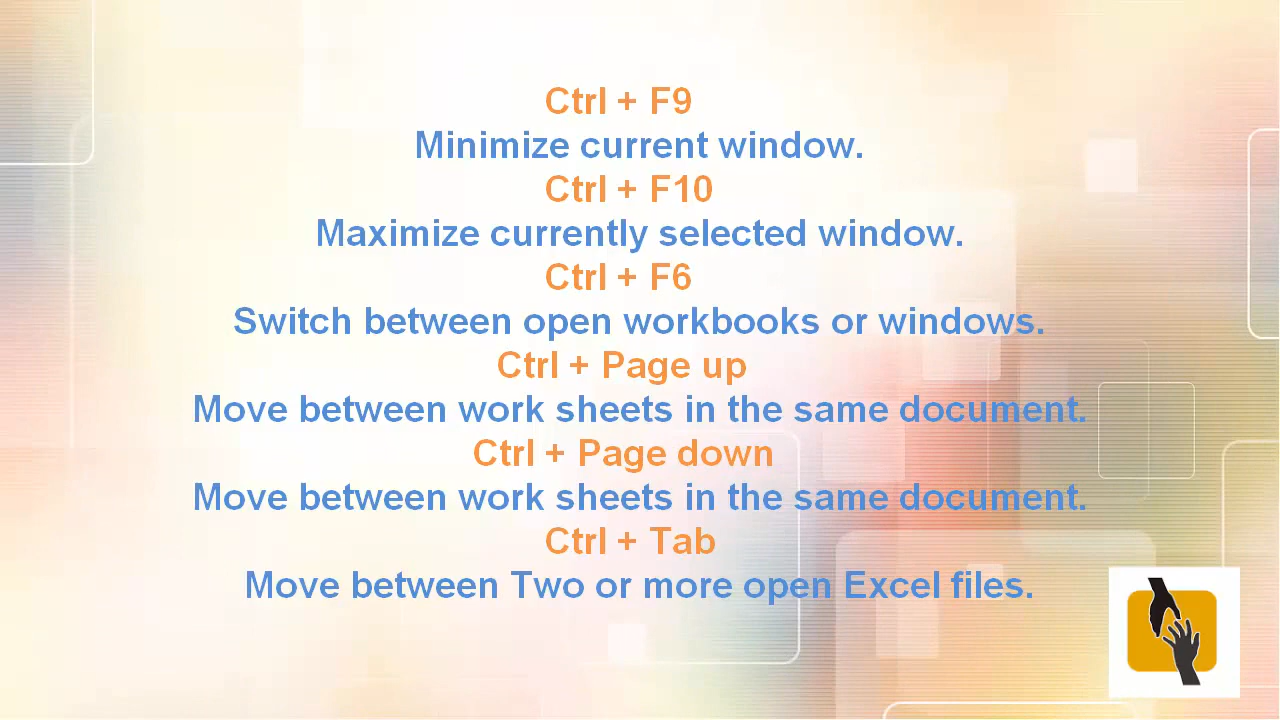 Ctrl + F9
Minimize current window.
Ctrl + F10
Maximize currently selected window.
Ctrl + F6
Switch between open workbooks or windows.
Ctrl + Page up
Move between work sheets in the same document.
Ctrl + Page down
Move between work sheets in the same document.
Ctrl + Tab
Move between Two or more open Excel files.